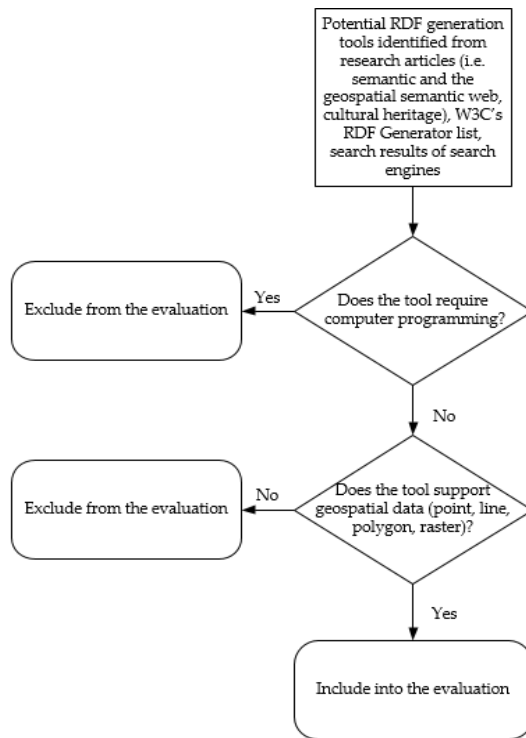 Potential RDF generation
tools identified from
research articles (i.e.
semantic and the
geospatial semantic web,
cultural heritage), W3C's
RDF Generator list,
search results of search
engines
Does the tool require
computer programming?
Yes
Exclude from the evaluation
No
Does the tool support
geospatial data (point, line,
polygon, raster)?
No
Exclude from the evaluation
Yes
Include into the evaluation